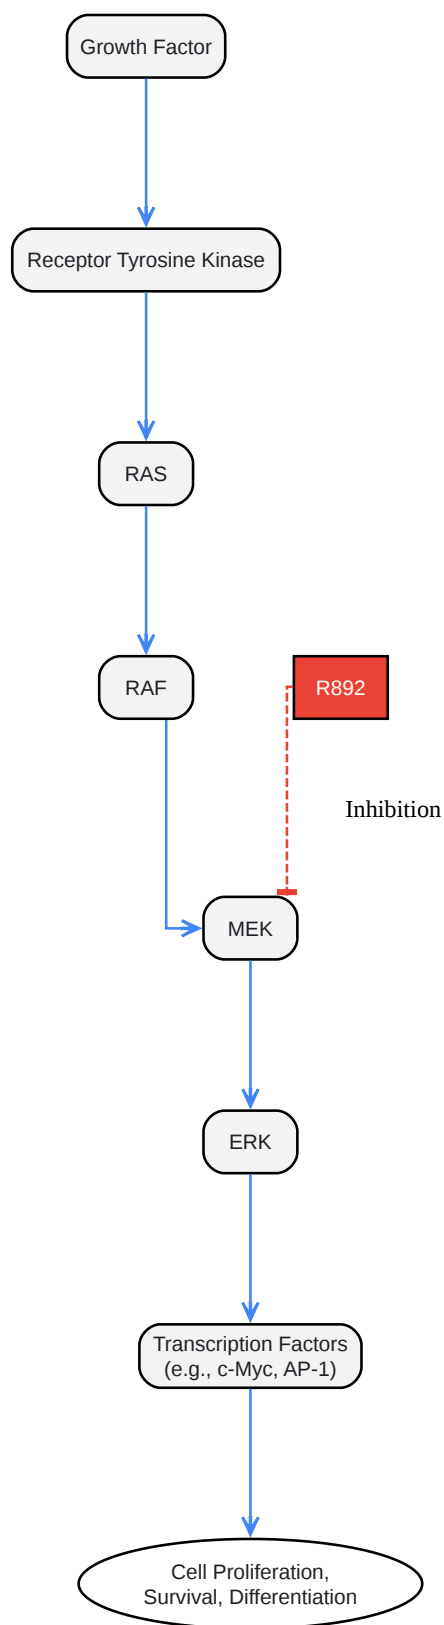 Growth Factor
Receptor Tyrosine Kinase
RAS
RAF
R892
Inhibition
MEK
ERK
Transcription Factors
(e.g., c-Myc, AP-1)
Cell Proliferation,
Survival, Differentiation